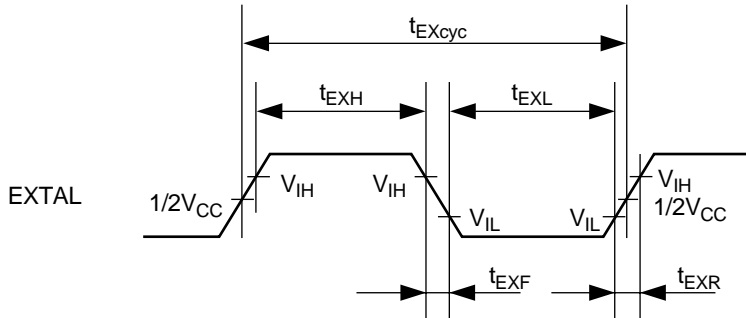 tEXcyc
tEXH tEXL
EXTAL
1/2VCC VIH VIH VIL VIL VIH
1/2VCC
tEXF tEXR